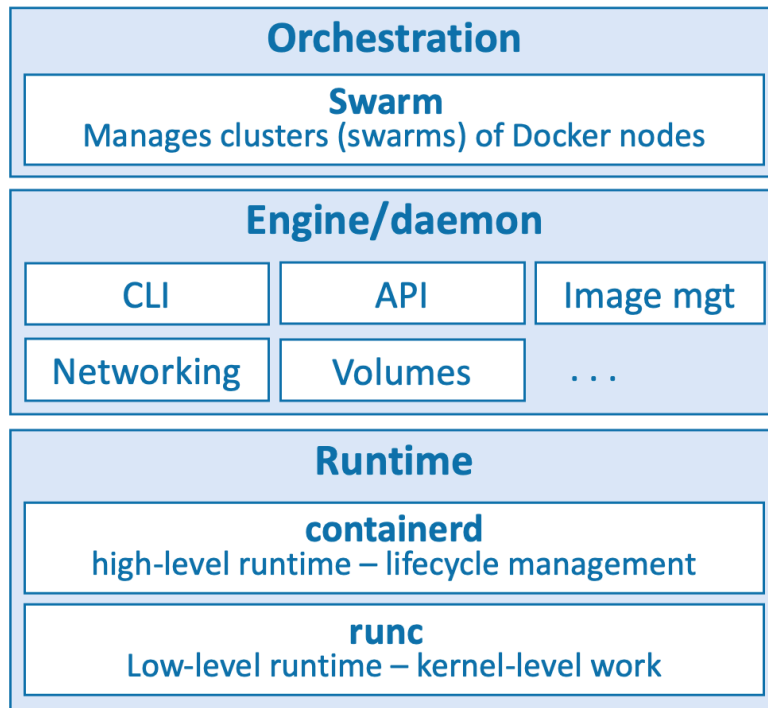 Orchestration
Swarm
Manages clusters (swarms) of Docker nodes
Engine/daemon
CLI
API
Image mgt
Networking
Volumes
. . .
Runtime
containerd
high-level runtime – lifecycle management
runc
Low-level runtime – kernel-level work